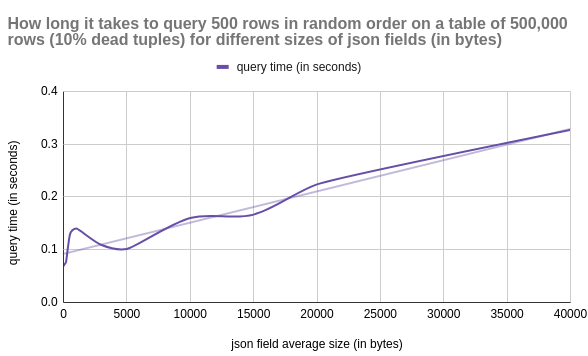 How long it takes to query 500 rows in random order on a table of 500,000
rows (10% dead tuples) for different sizes of json fields (in bytes)
query time (in seconds)
0.4
0.3
0.2
0.1
0.0
query time (in seconds)
0 5000 10000 15000 20000 25000 30000 35000 40000
json field average size (in bytes)